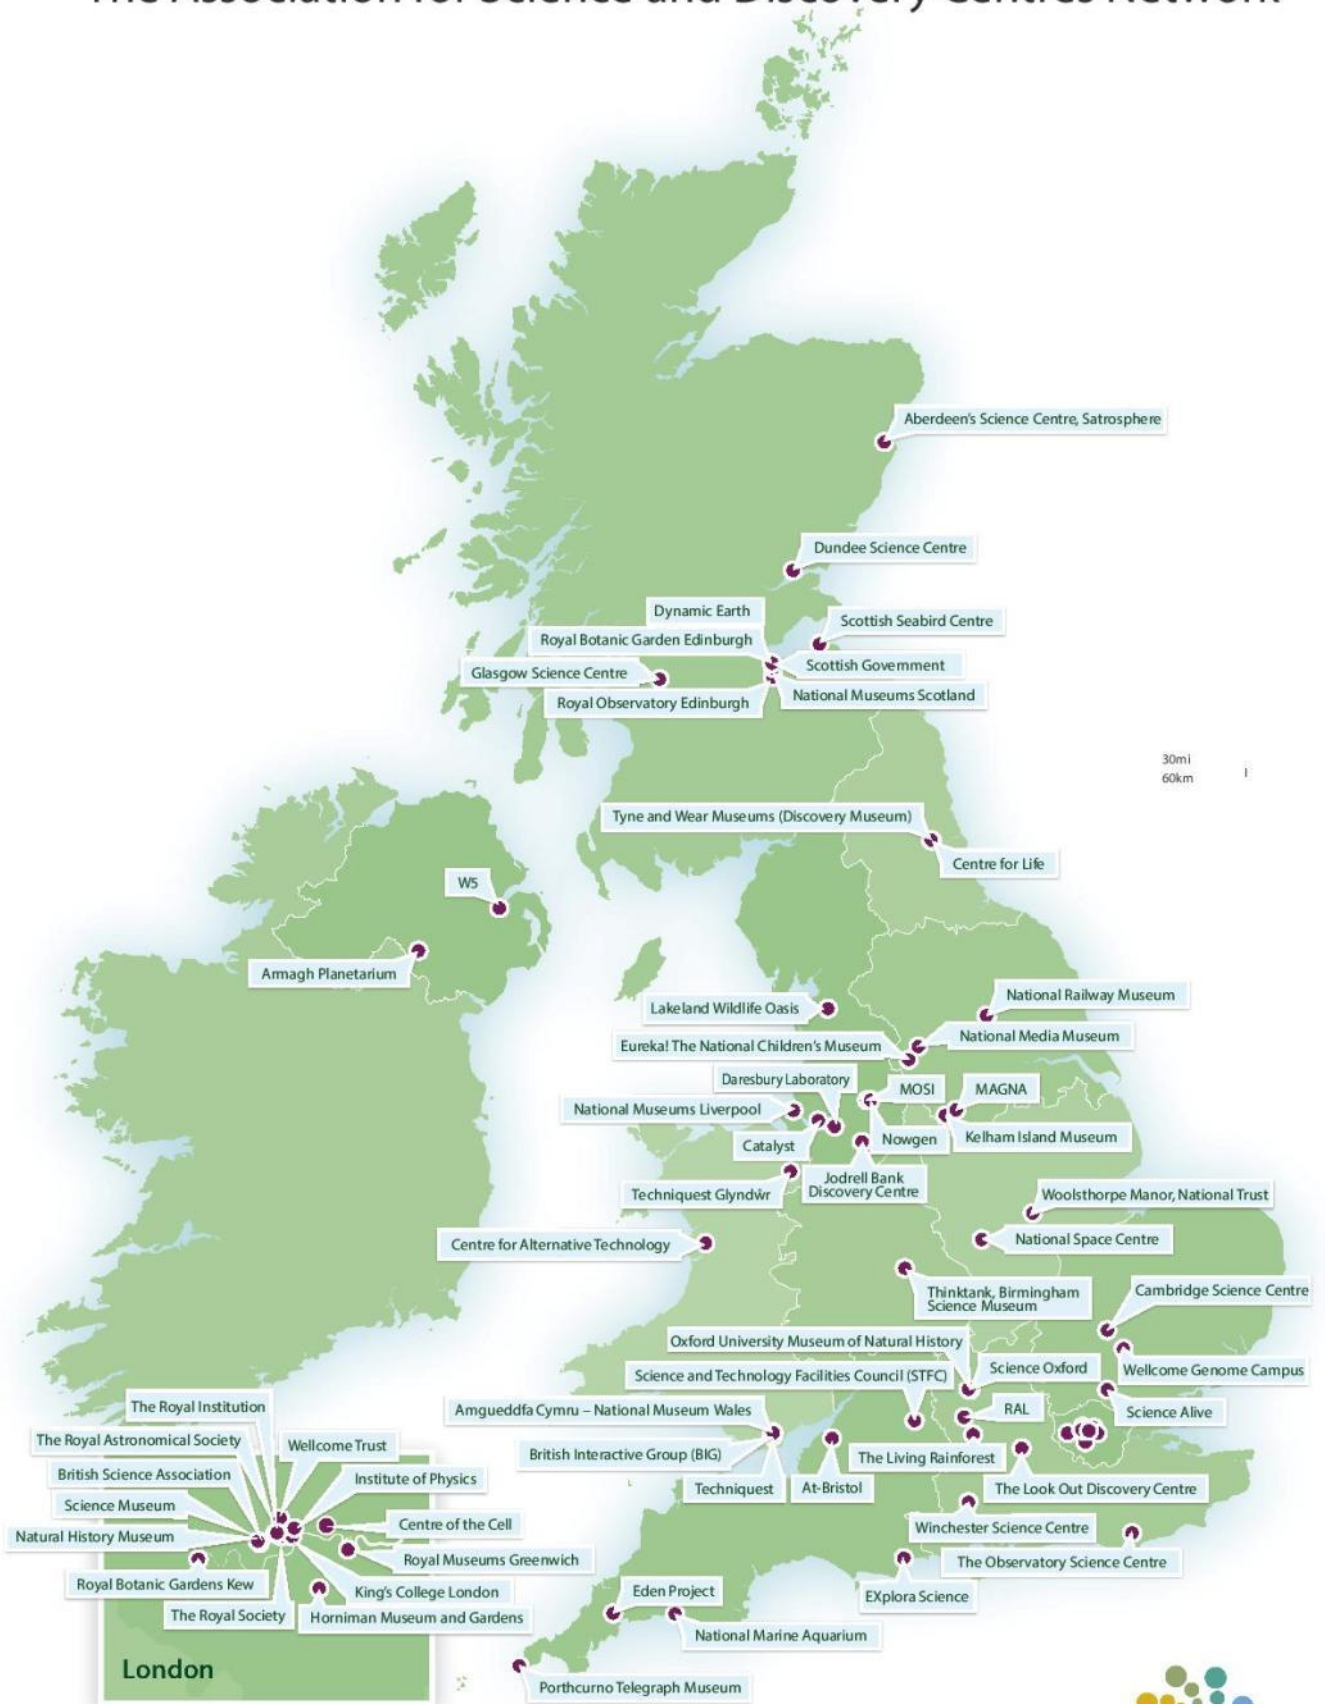 The Association for Science and Discovery Centres Network
Aberdeen's Science Centre, Satrosphere
Dundee Science Centre
Dynamic Earth
Scottish Seabird Centre
Royal Botanic Garden Edinburgh
Scottish Government
Glasgow Science Centre
National Museums Scotland
Royal Observatory Edinburgh
30mi
60km
Tyne and Wear Museums (Discovery Museum)
Centre for Life
W5
Armagh Planetarium
National Railway Museum
Lakeland Wildlife Oasis
National Media Museum
Eureka! The National Children's Museum
Daresbury Laboratory
MOSI
MAGNA
National Museums Liverpool
Kelham Island Museum
Nowgen
Catalyst
Jodrell Bank
Discovery Centre
Techniquest Glyndŵr
Woolsthorpe Manor, National Trust
National Space Centre
Centre for Alternative Technology
Thinktank, Birmingham
Science Museum
Cambridge Science Centre
Oxford University Museum of Natural History
Science Oxford
Wellcome Genome Campus
Science and Technology Facilities Council (STFC)
RAL
Science Alive
Amgueddfa Cymru – National Museum Wales
British Interactive Group (BIG)
The Living Rainforest
Techniquest
At-Bristol
The Look Out Discovery Centre
Winchester Science Centre
The Observatory Science Centre
EXplora Science
Eden Project
National Marine Aquarium
Porthcurno Telegraph Museum
The Royal Institution
The Royal Astronomical Society
Wellcome Trust
British Science Association
Institute of Physics
Science Museum
Centre of the Cell
Natural History Museum
Royal Museums Greenwich
Royal Botanic Gardens Kew
King's College London
The Royal Society
Horniman Museum and Gardens
London